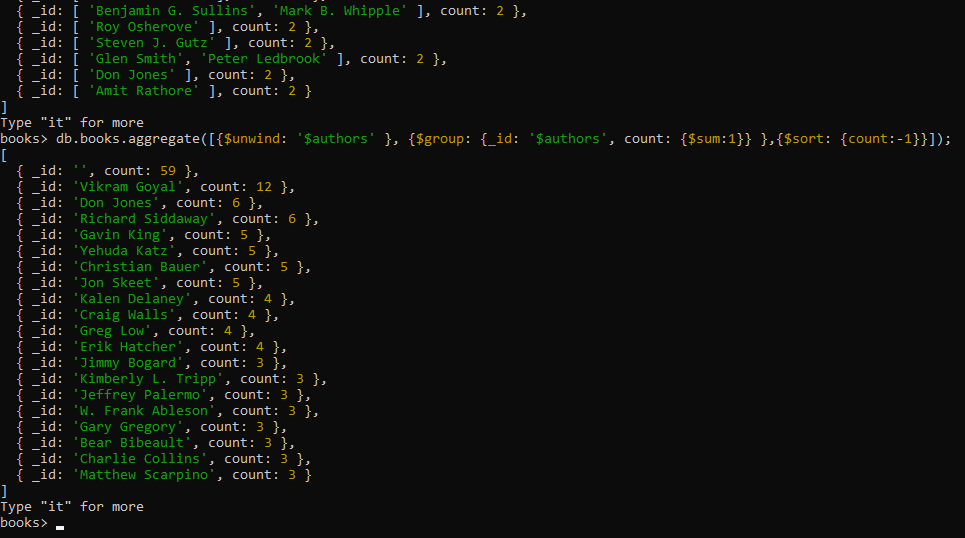 { _id: [ 'Benjamin G. Sullins', 'Mark B. Whipple' ], count: 2 },
{ _id: [ 'Roy Osherove' ], count: 2 },
{ _id: [ 'Steven J. Gutz' ], count: 2 },
{ _id: [ 'Glen Smith', 'Peter Ledbrook' ], count: 2 },
{ _id: [ 'Don Jones' ], count: 2 },
{ _id: [ 'Amit Rathore' ], count: 2 }
]
Type "it" for more
books> db.books.aggregate([{$unwind: '$authors' }, {$group: {_id: '$authors', count: {$sum:1}} },{$sort: {count:-1}}]);
[
{ _id: '', count: 59 },
{ _id: 'Vikram Goyal', count: 12 },
{ _id: 'Don Jones', count: 6 },
{ _id: 'Richard Siddaway', count: 6 },
{ _id: 'Gavin King', count: 5 },
{ _id: 'Yehuda Katz', count: 5 },
{ _id: 'Christian Bauer', count: 5 },
{ _id: 'Jon Skeet', count: 5 },
{ _id: 'Kalen Delaney', count: 4 },
{ _id: 'Craig Walls', count: 4 },
{ _id: 'Greg Low', count: 4 },
{ _id: 'Erik Hatcher', count: 4 },
{ _id: 'Jimmy Bogard', count: 3 },
{ _id: 'Kimberly L. Tripp', count: 3 },
{ _id: 'Jeffrey Palermo', count: 3 },
{ _id: 'W. Frank Ableson', count: 3 },
{ _id: 'Gary Gregory', count: 3 },
{ _id: 'Bear Bibeault', count: 3 },
{ _id: 'Charlie Collins', count: 3 },
{ _id: 'Matthew Scarpino', count: 3 }
]
Type "it" for more
books>